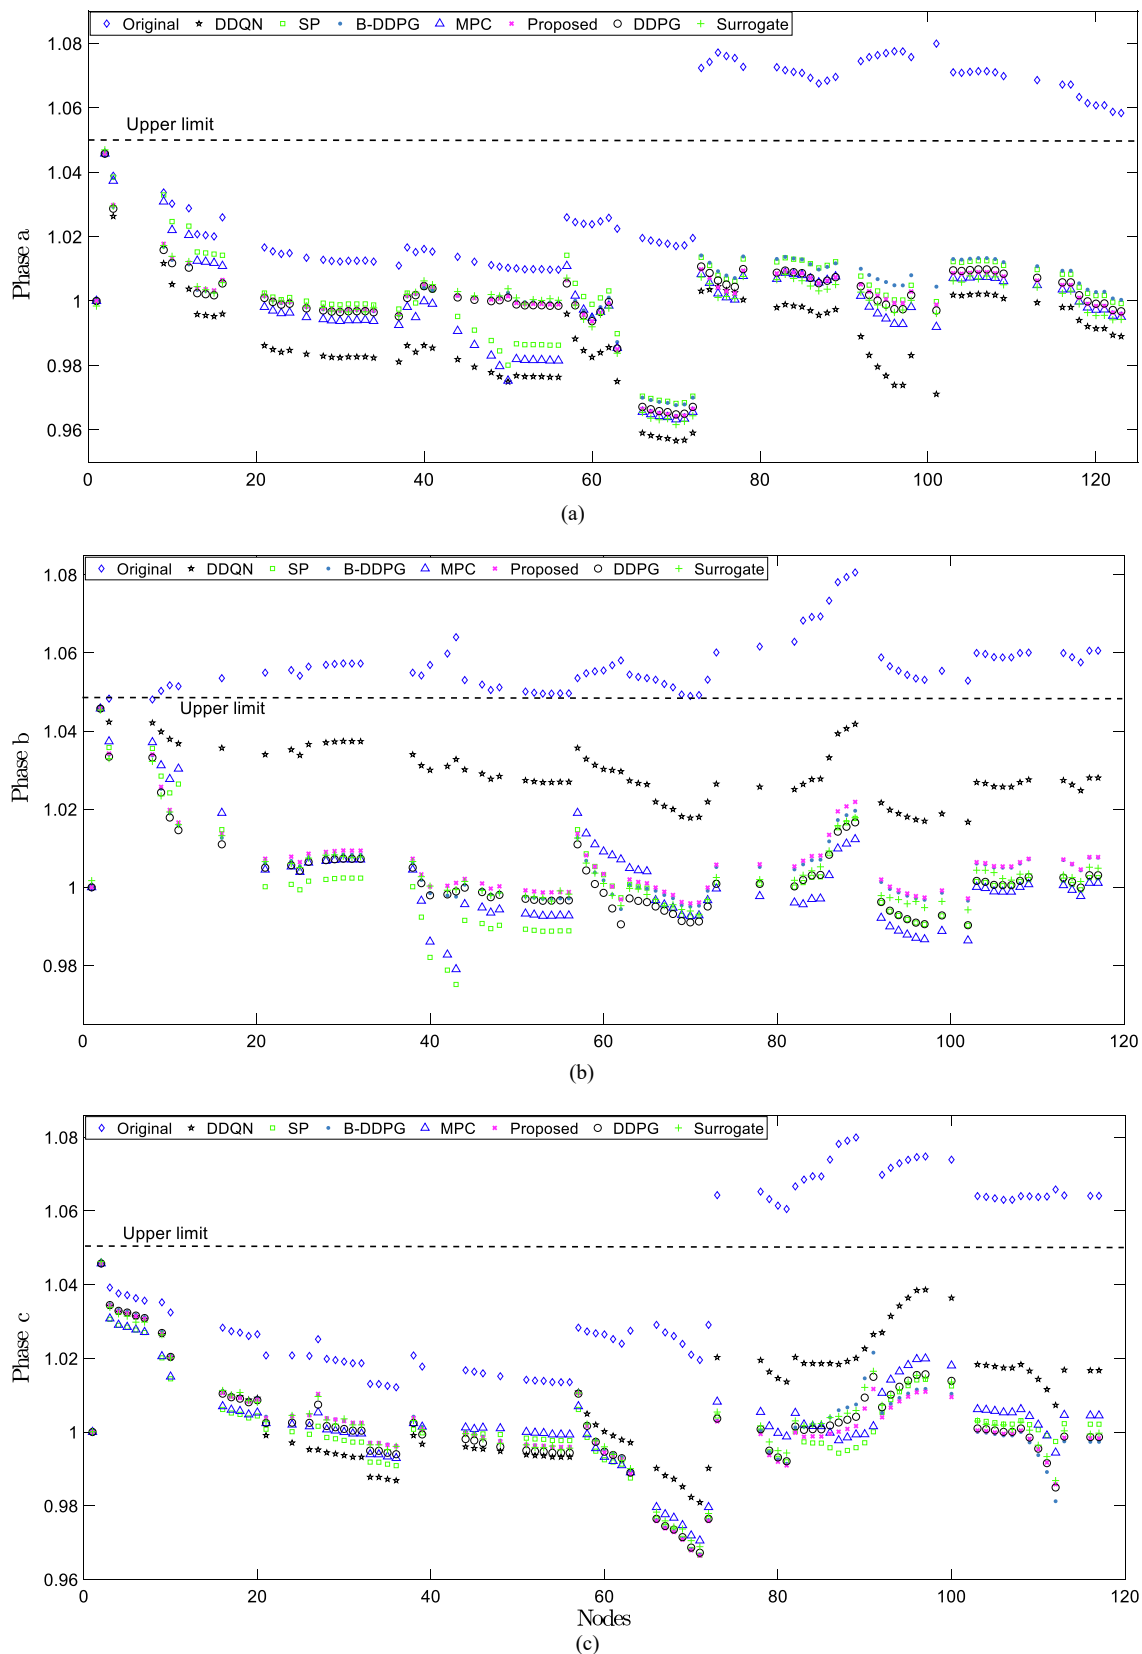 Original DDQN SP B-DDPG MPC Proposed DDPG Surrogate
1.08
1.06
Upper limit
1.04
1.02
1
0.98
0.96
Phase a
0 20 40 60 80 100 120
(a)
Original DDQN SP B-DDPG MPC Proposed DDPG Surrogate
1.08
1.06
Upper limit
1.04
1.02
1
0.98
Phase b
0 20 40 60 80 100 120
(b)
Original DDQN SP B-DDPG MPC Proposed DDPG Surrogate
1.08
1.06
Upper limit
1.04
1.02
1
0.98
0.96
Phase c
0 20 40 60 80 100 120
Nodes
(c)